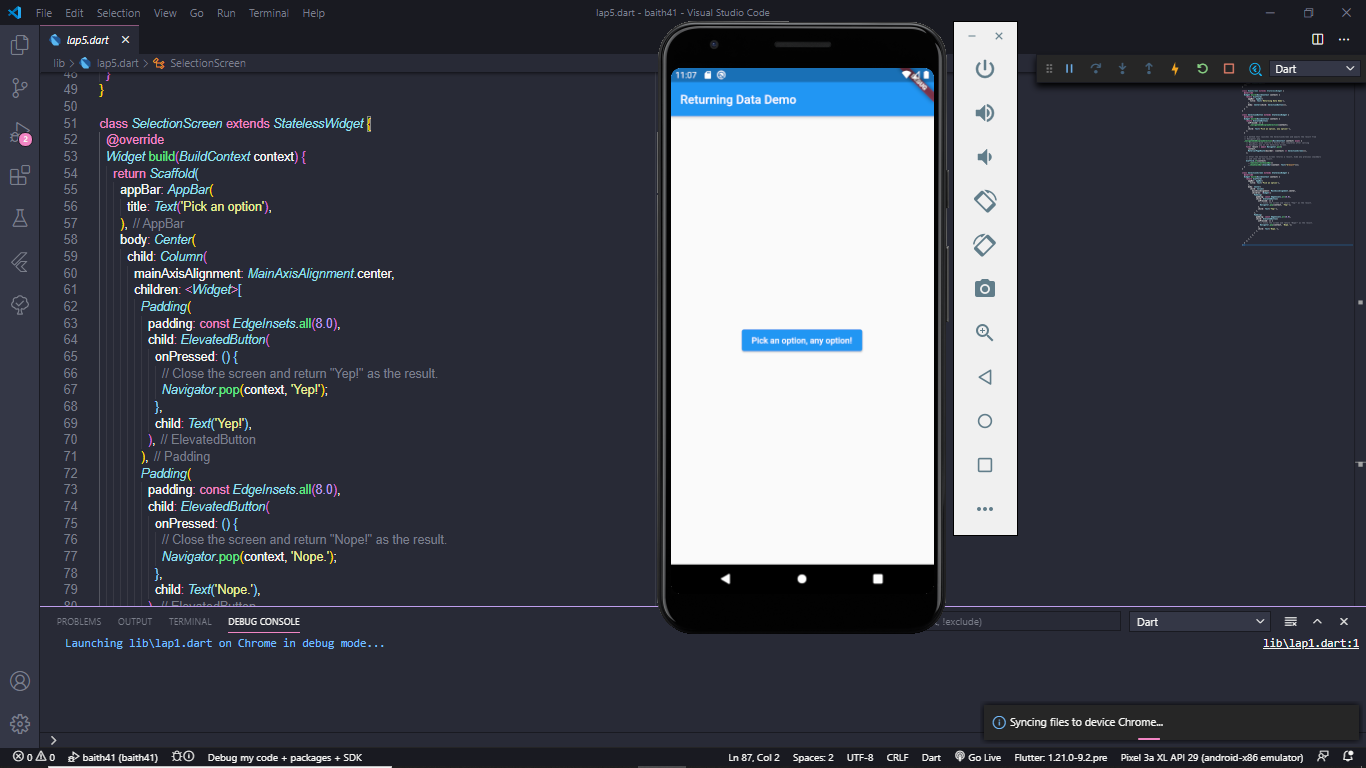 File Edit Selection View Go Run Terminal Help
lap5.dart - baith41 - Visual Studio Code
lap5.dart
lib > lap5.dart > SelectionScreen
Dart
2
48 }
49 }
50
51 class SelectionScreen extends StatelessWidget {
52 @override
53 Widget build(BuildContext context) {
54 return Scaffold(
55 appBar: AppBar(
56 title: Text('Pick an option'),
57 ), // AppBar
58 body: Center(
59 child: Column(
60 mainAxisAlignment: MainAxisAlignment.center,
61 children: <Widget>[
62 Padding(
63 padding: const EdgeInsets.all(8.0),
64 child: ElevatedButton(
65 onPressed: () {
66 // Close the screen and return "Yep!" as the result.
67 Navigator.pop(context, 'Yep!');
68 },
69 child: Text('Yep!'),
70 ), // ElevatedButton
71 ), // Padding
72 Padding(
73 padding: const EdgeInsets.all(8.0),
74 child: ElevatedButton(
75 onPressed: () {
76 // Close the screen and return "Nope!" as the result.
77 Navigator.pop(context, 'Nope.');
78 },
79 child: Text('Nope.'),
80 ), // ElevatedButton
11:07
Returning Data Demo
Pick an option, any option!
PROBLEMS OUTPUT TERMINAL DEBUG CONSOLE
!exclude)
Dart
Launching lib\lap1.dart on Chrome in debug mode...
lib\lap1.dart:1
Syncing files to device Chrome...
0 0 baith41 (baith41) Debug my code + packages + SDK
Ln 87, Col 2 Spaces: 2 UTF-8 CRLF Dart Go Live Flutter: 1.21.0-9.2.pre Pixel 3a XL API 29 (android-x86 emulator)